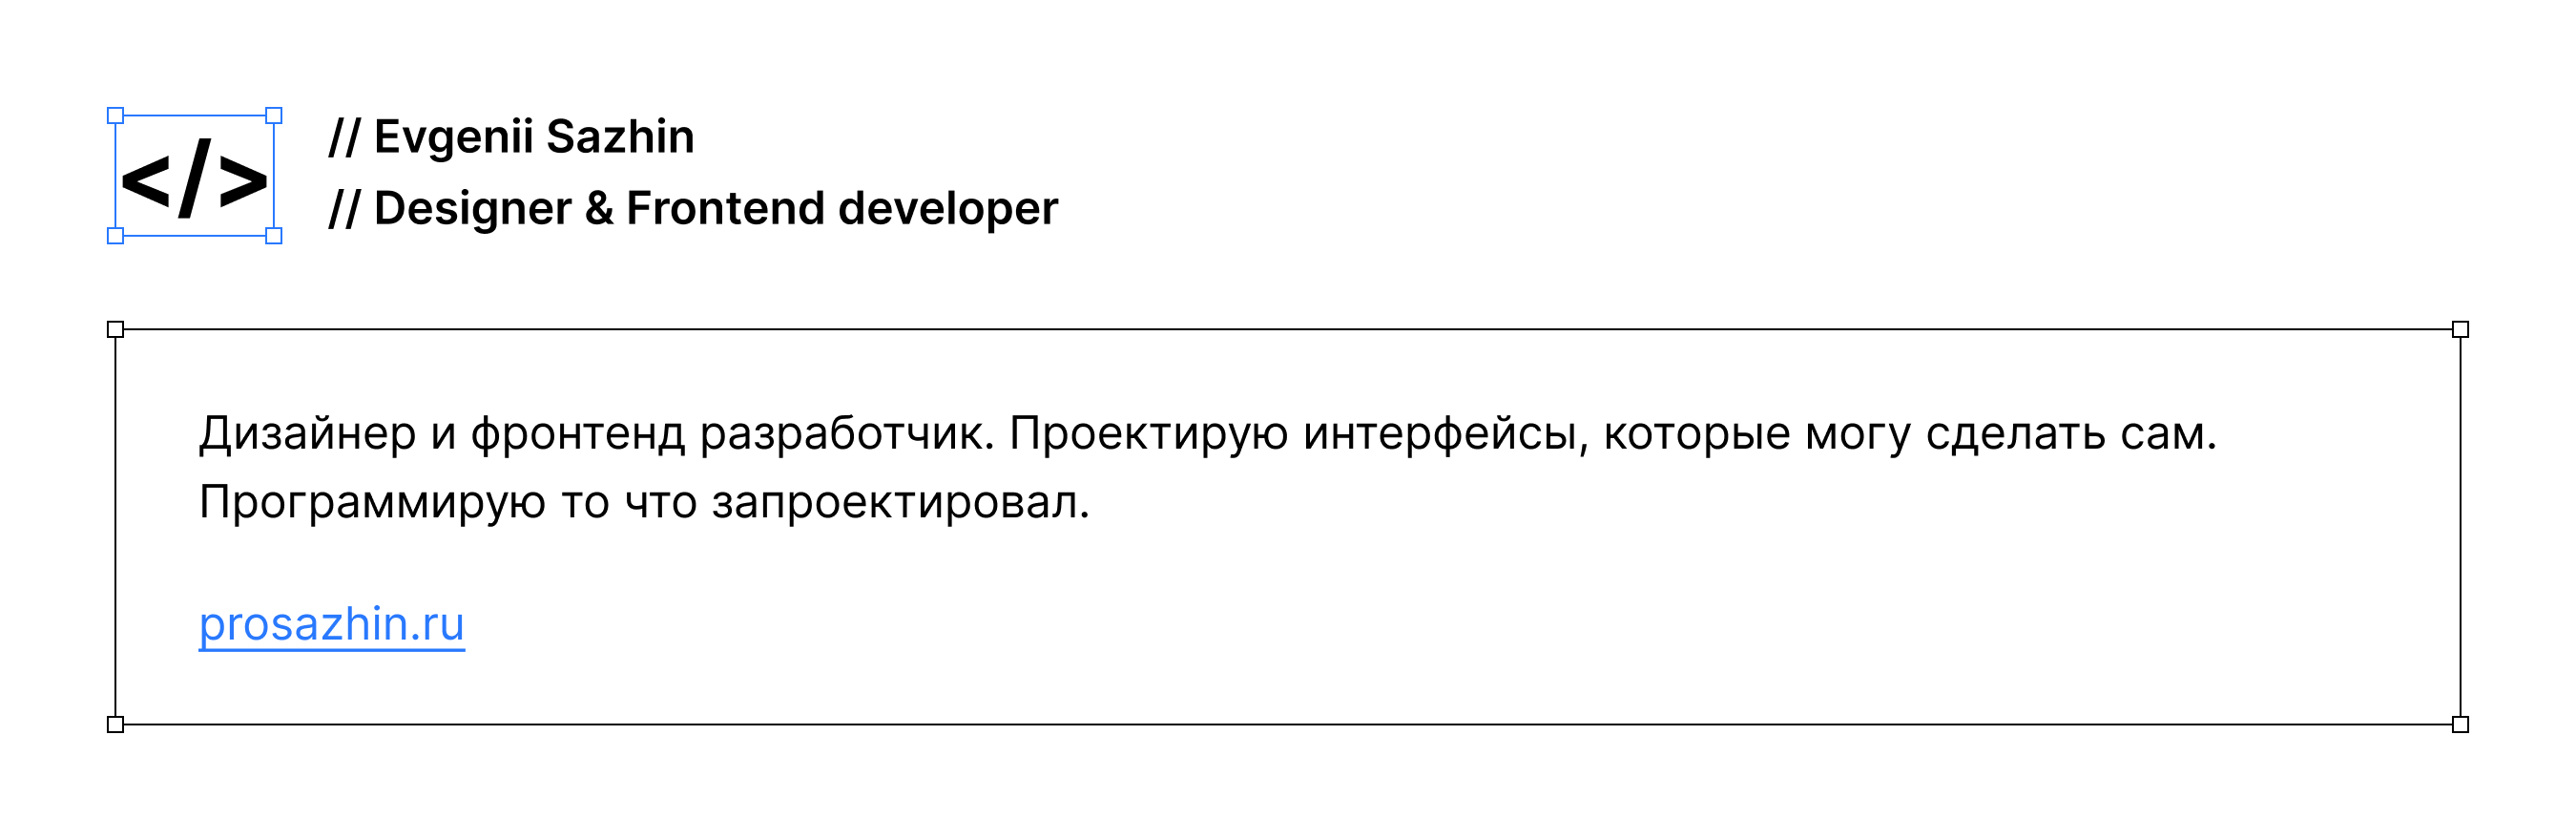 </>
// Evgenii Sazhin
// Designer & Frontend developer
Дизайнер и фронтенд разработчик. Проектирую интерфейсы, которые могу сделать сам.
Программирую то что запроектировал.
prosazhin.ru